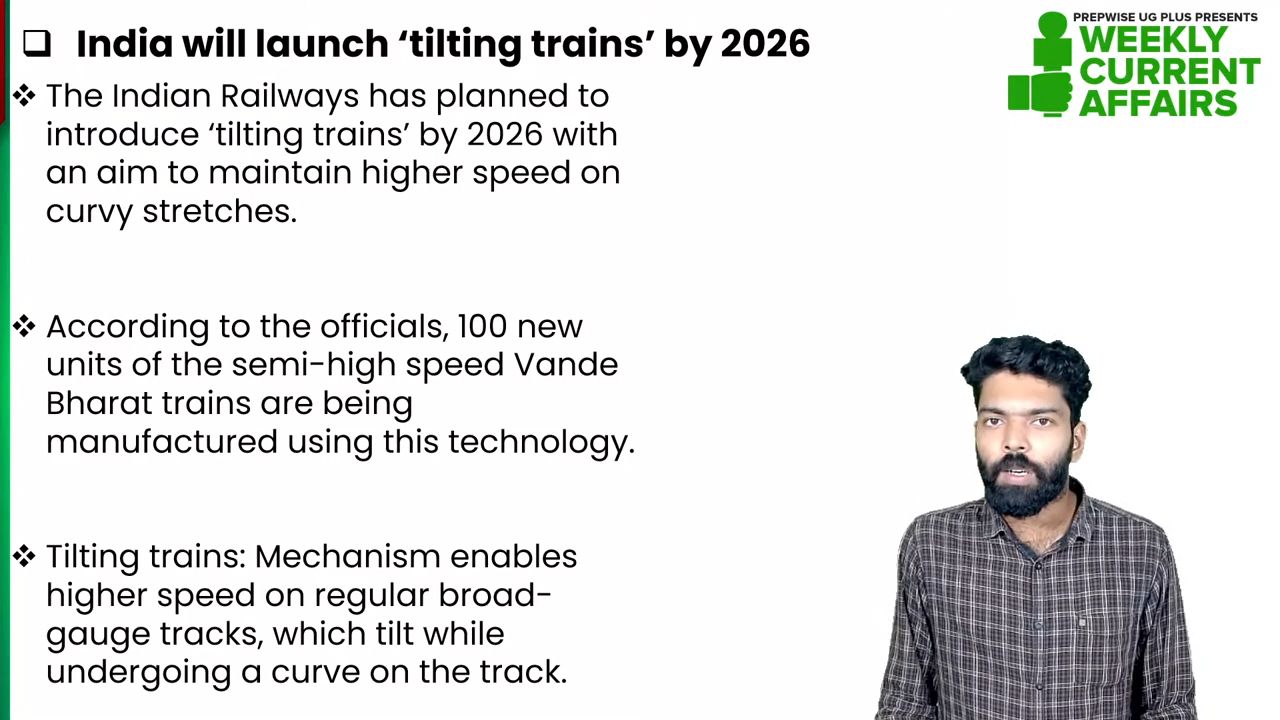 India will launch ‘tilting trains’ by 2026
The Indian Railways has planned to
introduce ‘tilting trains’ by 2026 with
an aim to maintain higher speed on
curvy stretches.
According to the officials, 100 new
units of the semi-high speed Vande
Bharat trains are being
manufactured using this technology.
Tilting trains: Mechanism enables
higher speed on regular broad-
gauge tracks, which tilt while
undergoing a curve on the track.
PREPWISE UG PLUS PRESENTS
WEEKLY
CURRENT
AFFAIRS